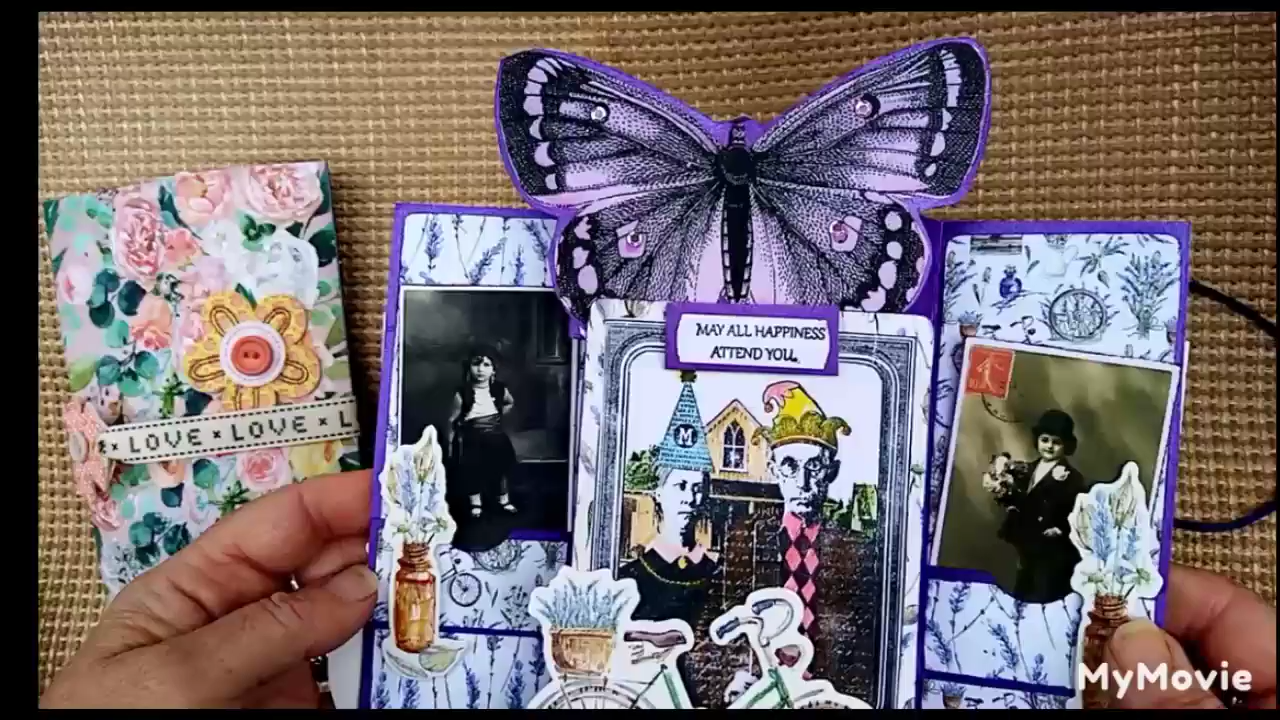 MAY ALL HAPPINESS
ATTEND YOU.
M
x LOVE x LOVE x L
MyMovie